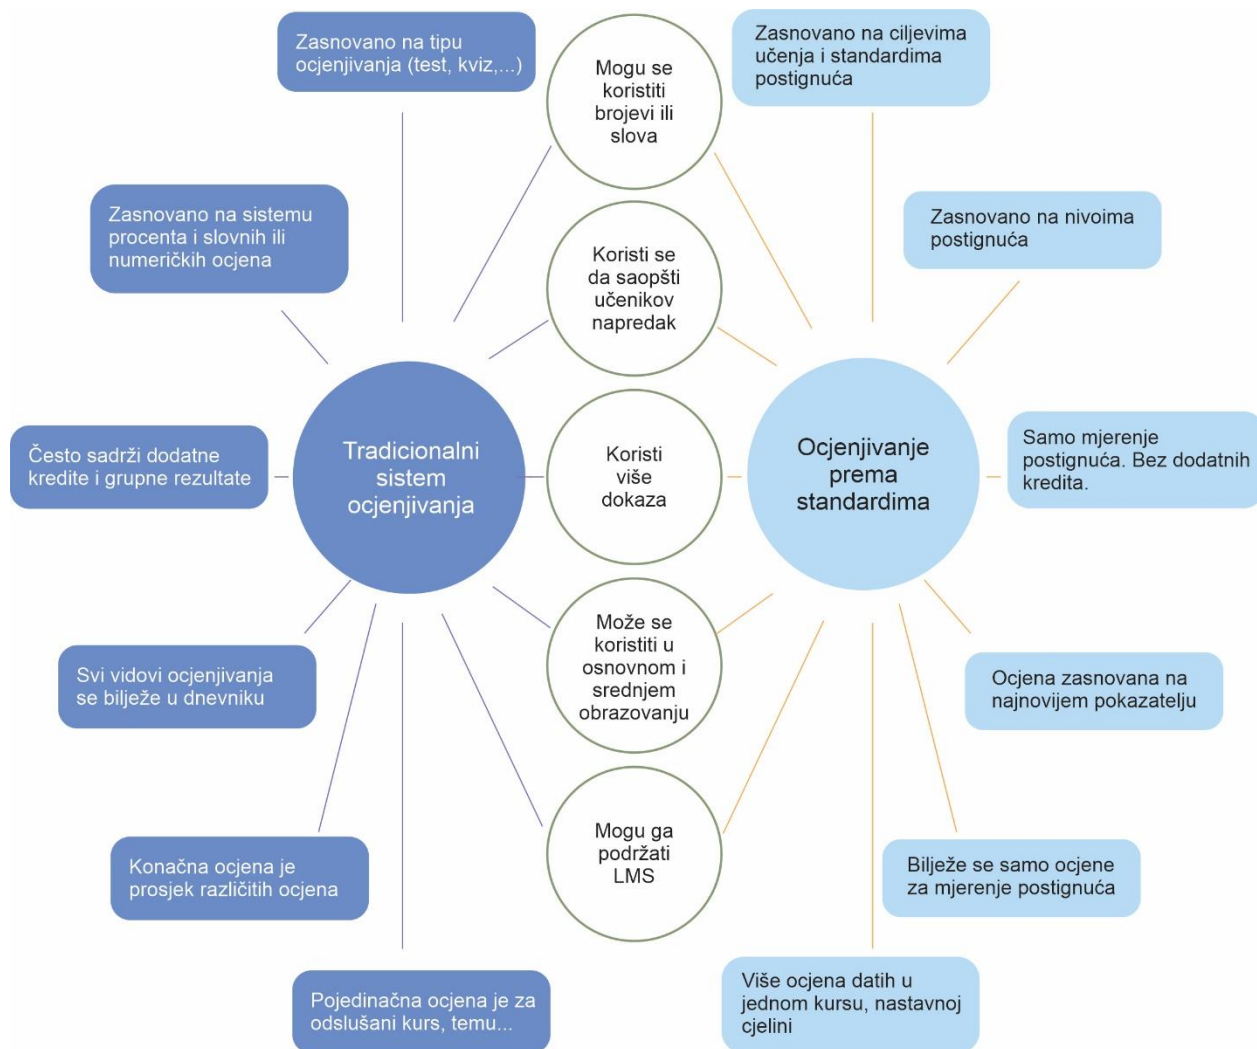 Zasnovano na tipu
ocjenjivanja (test, kviz,...)
Zasnovano na sistemu
procenta i slovnih ili
numeričkih ocjena
Često sadrži dodatne
kredite i grupne rezultate
Svi vidovi ocjenjivanja
se bilježe u dnevniku
Konačna ocjena je
prosjek različitih ocjena
Pojedinačna ocjena je za
odslušani kurs, temu...
Tradicionalni
sistem
ocjenjivanja
Mogu se
koristiti
brojevi ili
slova
Koristi se
da saopšti
učenikov
napredak
Koristi
više
dokaza
Može se
koristiti u
osnovnom i
srednjem
obrazovanju
Mogu ga
podržati
LMS
Ocjenjivanje
prema
standardima
Zasnovano na ciljevima
učenja i standardima
postignuća
Zasnovano na nivoima
postignuća
Samo mjerenje
postignuća. Bez dodatnih
kredita.
Ocjena zasnovana na
najnovijem pokazatelju
Bilježe se samo ocjene
za mjerenje postignuća
Više ocjena datih u
jednom kursu, nastavnoj
cjelini